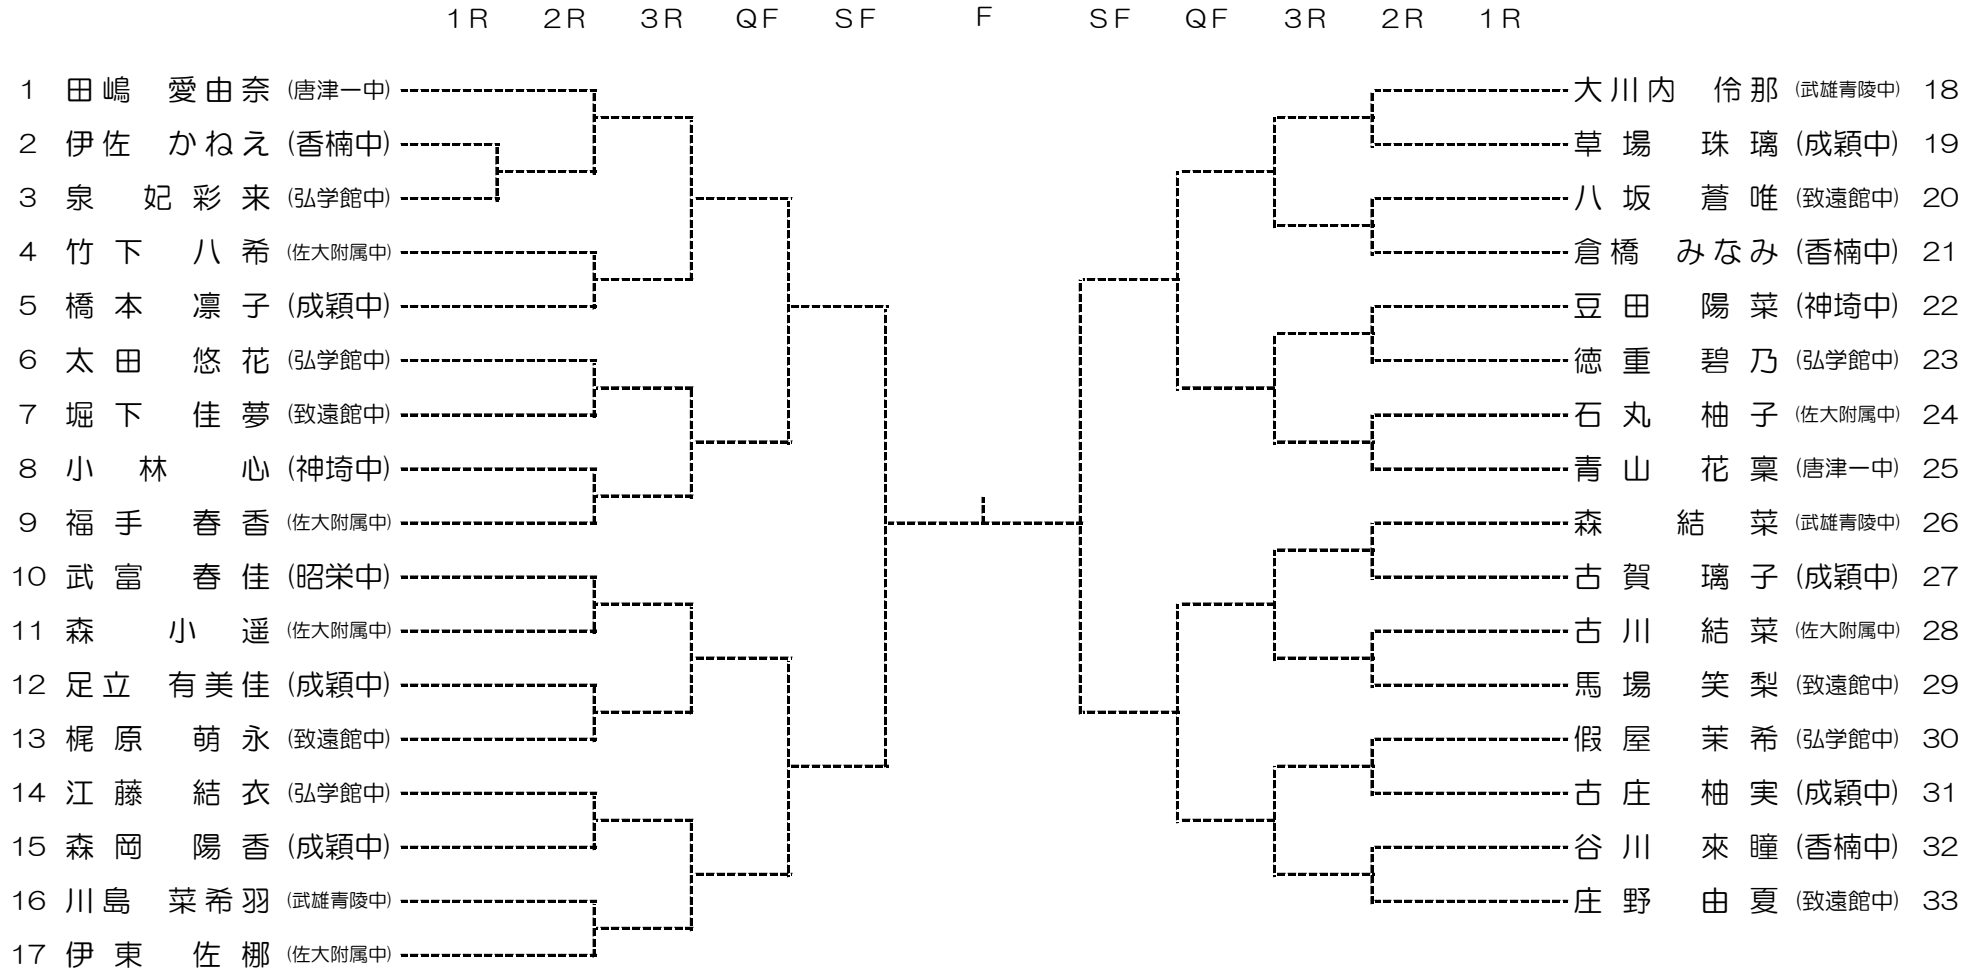 1R 2R 3R QF SF F SF QF 3R 2R 1R
1 田嶋 愛由奈 (唐津一中) 大川内 伶那 (武雄青陵中) 18
2 伊佐 かねえ (香楠中) 草場 珠璃 (成穎中) 19
3 泉 妃彩来 (弘学館中) 八坂 蒼唯 (致遠館中) 20
4 竹下 八希 (佐大附属中) 倉橋 みなみ (香楠中) 21
5 橋本 凛子 (成穎中) 豆田 陽菜 (神埼中) 22
6 太田 悠花 (弘学館中) 徳重 碧乃 (弘学館中) 23
7 堀下 佳夢 (致遠館中) 石丸 柚子 (佐大附属中) 24
8 小林 心 (神埼中) 青山 花稟 (唐津一中) 25
9 福手 春香 (佐大附属中) 森 結菜 (武雄青陵中) 26
10 武富 春佳 (昭栄中) 古賀 璃子 (成穎中) 27
11 森 小遥 (佐大附属中) 古川 結菜 (佐大附属中) 28
12 足立 有美佳 (成穎中) 馬場 笑梨 (致遠館中) 29
13 梶原 萌永 (致遠館中) 假屋 茉希 (弘学館中) 30
14 江藤 結衣 (弘学館中) 古庄 柚実 (成穎中) 31
15 森岡 陽香 (成穎中) 谷川 來瞳 (香楠中) 32
16 川島 菜希羽 (武雄青陵中) 庄野 由夏 (致遠館中) 33
17 伊東 佐梛 (佐大附属中)